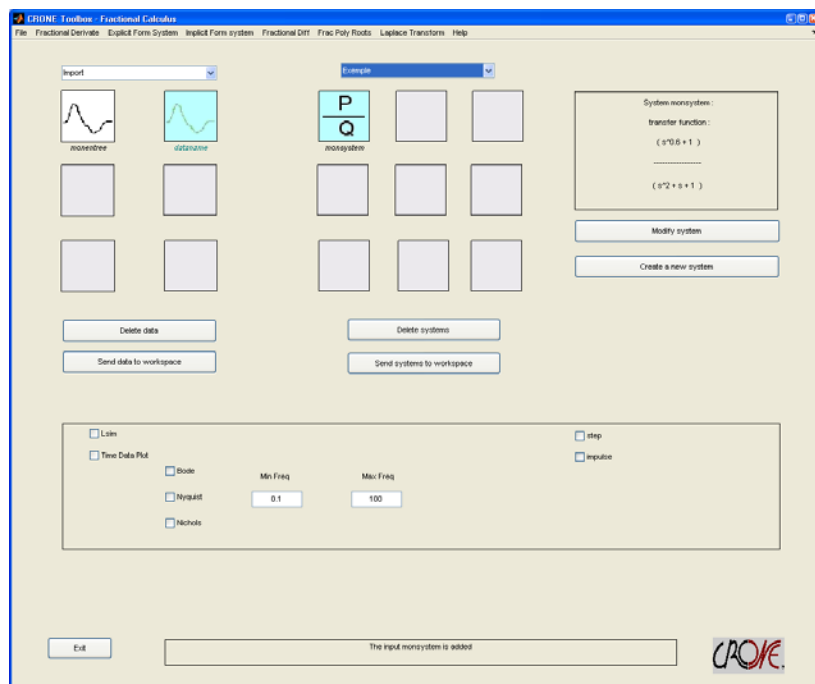 CRONE Toolbox - Fractional Calculus
File Fractional Derivate Explicit Form System Implicit Form system Fractional Diff Frac Poly Roots Laplace Transform Help
Import
Exemple
P
Q
monentree
dataname
monsystem
System monsystem :
transfer function :
( s^0.6 + 1 )
------------------
( s^2 + s + 1 )
Modify system
Create a new system
Delete data
Delete systems
Send data to workspace
Send systems to workspace
Lsim
step
Time Data Plot
impulse
Bode
Min Freq
Max Freq
Nyquist
0.1
100
Nichols
Exit
The input monsystem is added
CRONE